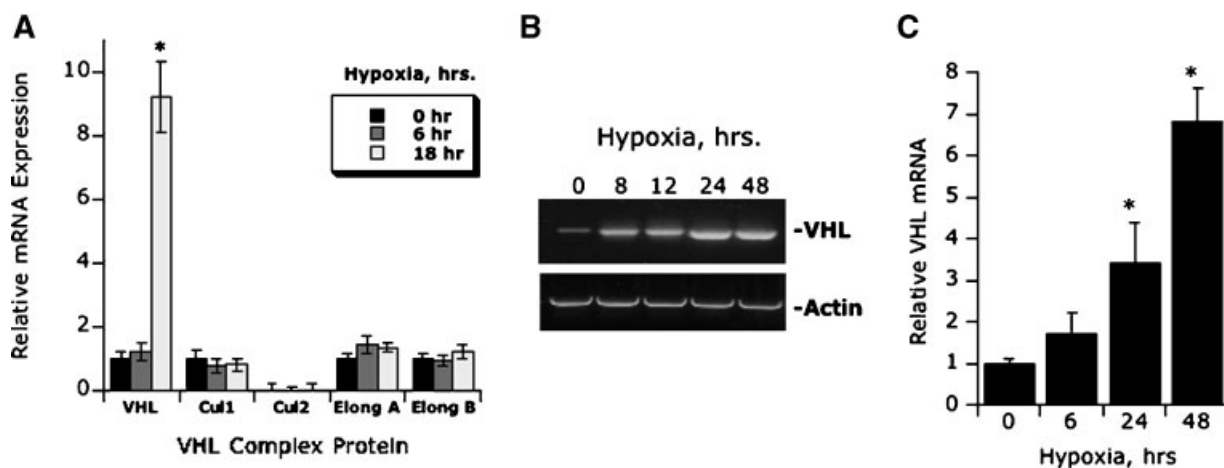 A
Relative mRNA Expression
10
8
6
4
2
0
*
Hypoxia, hrs.
0 hr
6 hr
18 hr
VHL
Cul1
Cul2
Elong A
Elong B
VHL Complex Protein
B
Hypoxia, hrs.
0 8 12 24 48
-VHL
-Actin
C
Relative VHL mRNA
8
7
6
5
4
3
2
1
0
*
*
0 6 24 48
Hypoxia, hrs